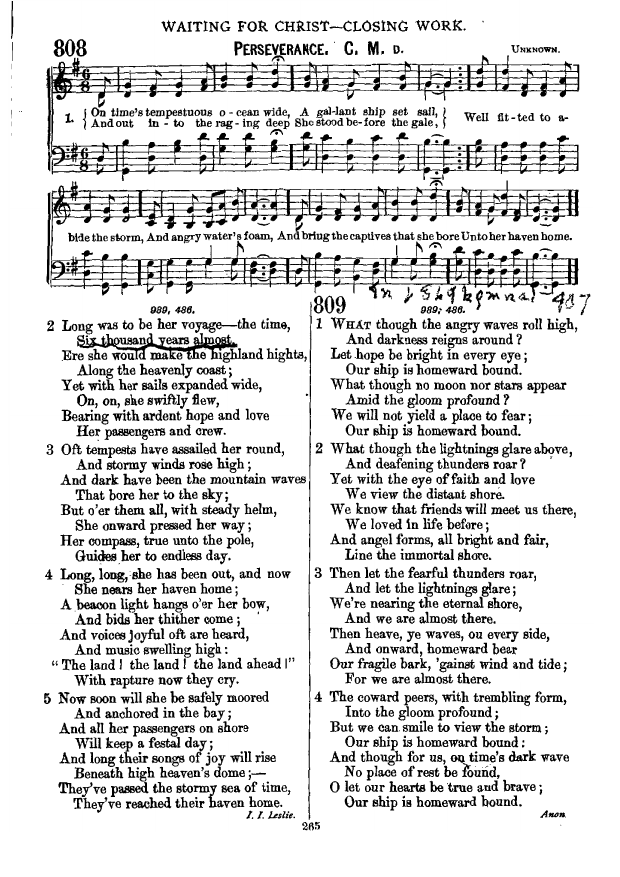 WAITING FOR CHRIST—CLOSING WORK.
808 PERSEVERANCE. C. M. D. UNKNOWN.
1. { On time's tempestuous o - cean wide, A gal-lant ship set sail, } Well fit-ted to a-
{ And out in - to the rag - ing deep She stood be-fore the gale, }
bide the storm, And angry water's foam, And bring the captives that she bore Unto her haven home.
989, 486.
2 Long was to be her voyage—the time,
Six thousand years almost,
Ere she would make the highland hights,
Along the heavenly coast;
Yet with her sails expanded wide,
On, on, she swiftly flew,
Bearing with ardent hope and love
Her passengers and crew.
3 Oft tempests have assailed her round,
And stormy winds rose high;
And dark have been the mountain waves
That bore her to the sky;
But o'er them all, with steady helm,
She onward pressed her way;
Her compass, true unto the pole,
Guides her to endless day.
4 Long, long, she has been out, and now
She nears her haven home;
A beacon light hangs o'er her bow,
And bids her thither come;
And voices joyful oft are heard,
And music swelling high:
"The land! the land! the land ahead!"
With rapture now they cry.
5 Now soon will she be safely moored
And anchored in the bay;
And all her passengers on shore
Will keep a festal day;
And long their songs of joy will rise
Beneath high heaven's dome;—
They've passed the stormy sea of time,
They've reached their haven home.
I. I. Leslie.
809
989; 486.
1 WHAT though the angry waves roll high,
And darkness reigns around?
Let hope be bright in every eye;
Our ship is homeward bound.
What though no moon nor stars appear
Amid the gloom profound?
We will not yield a place to fear;
Our ship is homeward bound.
2 What though the lightnings glare above,
And deafening thunders roar?
Yet with the eye of faith and love
We view the distant shore.
We know that friends will meet us there,
We loved in life before;
And angel forms, all bright and fair,
Line the immortal shore.
3 Then let the fearful thunders roar,
And let the lightnings glare;
We're nearing the eternal shore,
And we are almost there.
Then heave, ye waves, on every side,
And onward, homeward bear
Our fragile bark, 'gainst wind and tide;
For we are almost there.
4 The coward peers, with trembling form,
Into the gloom profound;
But we can smile to view the storm;
Our ship is homeward bound:
And though for us, on time's dark wave
No place of rest be found,
O let our hearts be true and brave;
Our ship is homeward bound.
Anon.
265